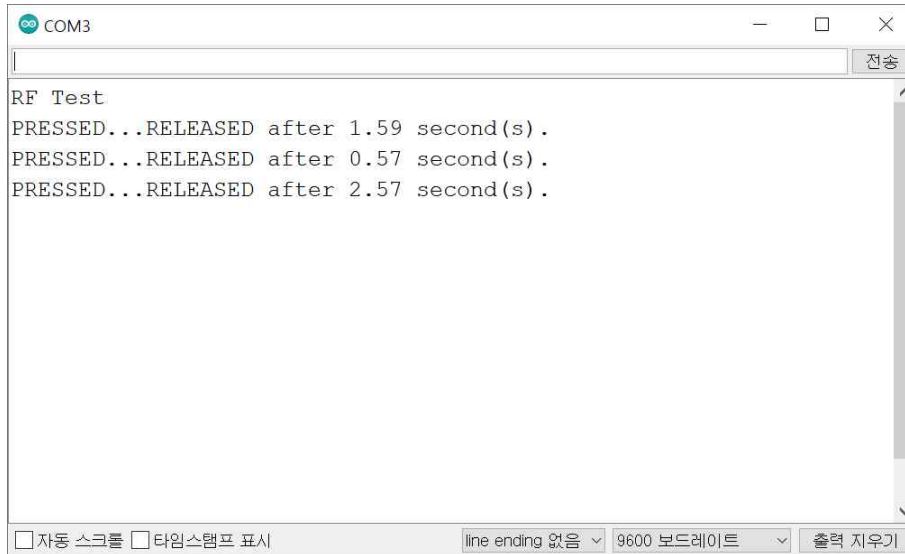 COM3
전송
RF Test
PRESSED...RELEASED after 1.59 second(s).
PRESSED...RELEASED after 0.57 second(s).
PRESSED...RELEASED after 2.57 second(s).
자동 스크롤 타임스탬프 표시 line ending 없음 9600 보드레이트 출력 지우기